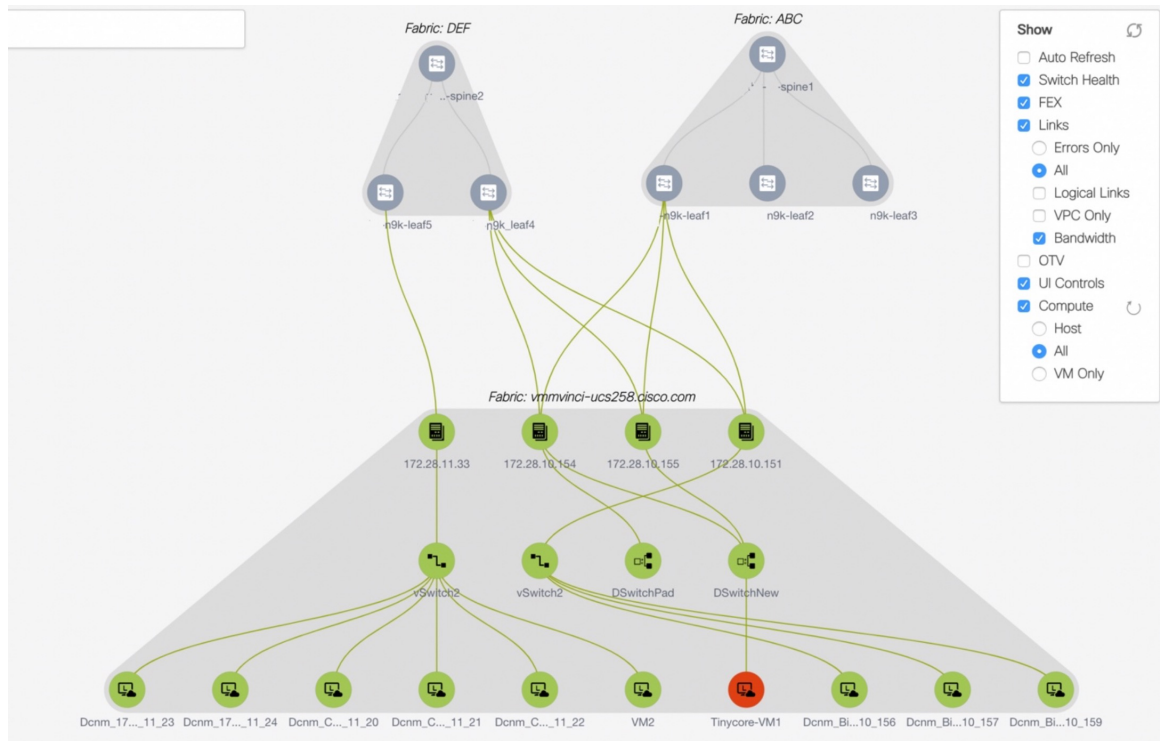 Fabric: DEF
Fabric: ABC
-spine2
-spine1
n9k-leaf5
n9k_leaf4
n9k-leaf1
n9k-leaf2
n9k-leaf3
Fabric: vmmvinci-ucs258.cisco.com
172.28.11.33
172.28.10.154
172.28.10.155
172.28.10.151
vSwitch2
vSwitch2
DSwitchPad
DSwitchNew
Dcnm_17..._11_23
Dcnm_17..._11_24
Dcnm_C..._11_20
Dcnm_C..._11_21
Dcnm_C..._11_22
VM2
Tinycore-VM1
Dcnm_Bi...10_156
Dcnm_Bi...10_157
Dcnm_Bi...10_159
Show
Auto Refresh
Switch Health
FEX
Links
Errors Only
All
Logical Links
VPC Only
Bandwidth
OTV
UI Controls
Compute
Host
All
VM Only